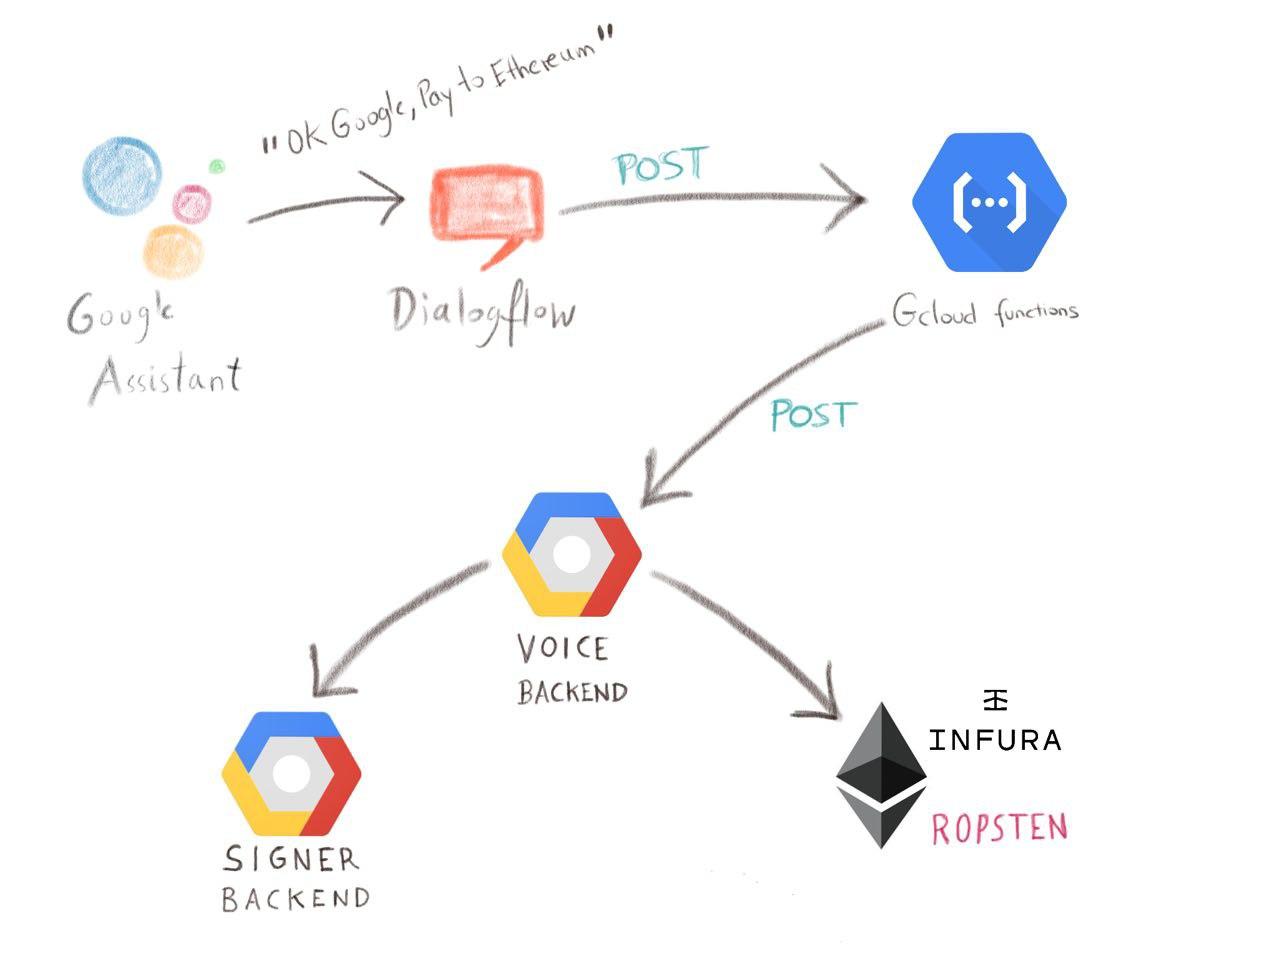 "OK Google, Pay to Ethereum"
POST
Google
Assistant
Dialogflow
Gcloud functions
POST
VOICE
BACKEND
INFURA
ROPSTEN
SIGNER
BACKEND